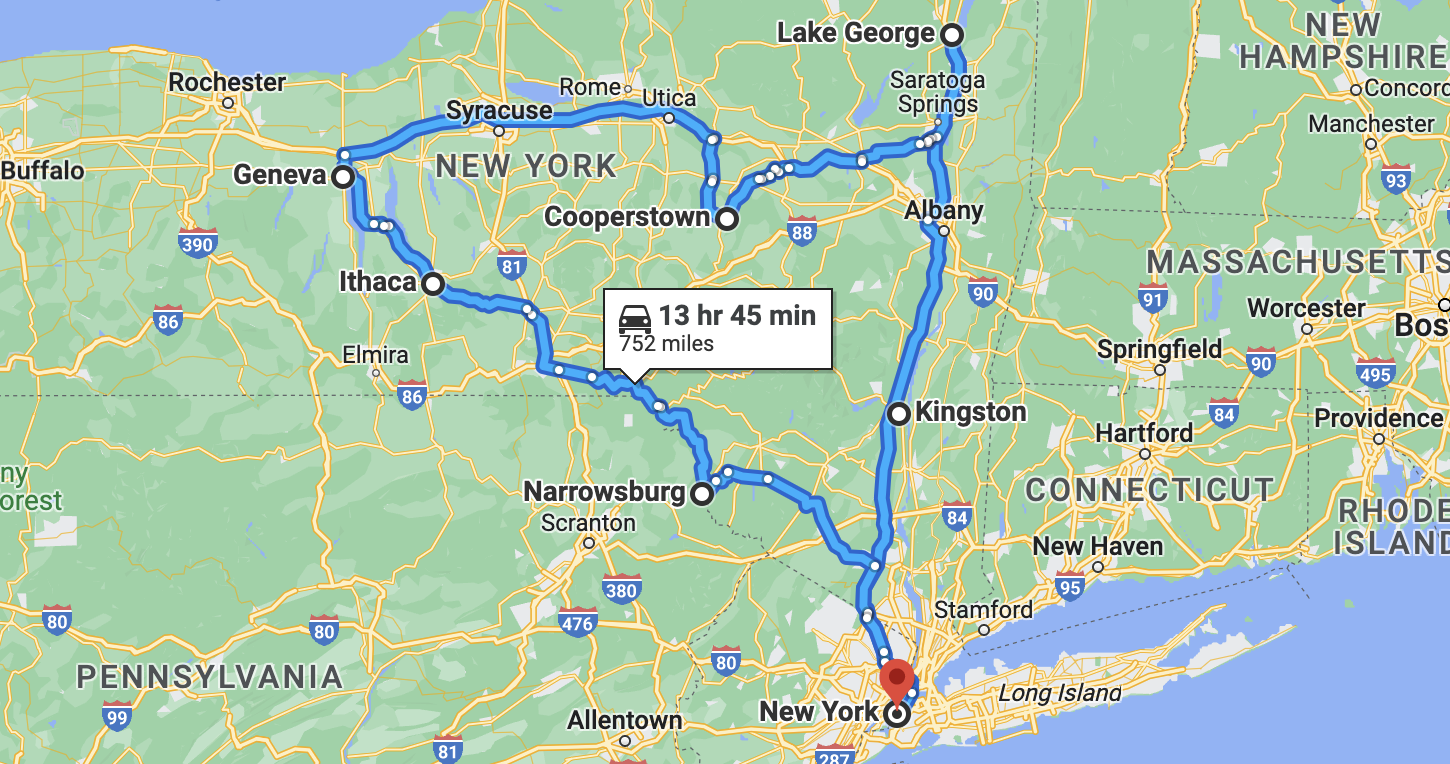 Lake George
NEW
HAMPSHIRE
Rochester
Saratoga
Springs
Rome
Utica
Concord
Syracuse
Manchester
Buffalo
Geneva
NEW YORK
93
Cooperstown
Albany
88
390
81
MASSACHUSETTS
Ithaca
90
91
Worcester
86
13 hr 45 min
752 miles
Bos
Elmira
Springfield
90
495
86
Kingston
84
Providence
Hartford
ny
orest
Narrowsburg
CONNECTICUT
Scranton
84
RHODE
ISLAND
New Haven
380
95
80
80
476
Stamford
80
PENNSYLVANIA
Long Island
99
Allentown
New York
81
287